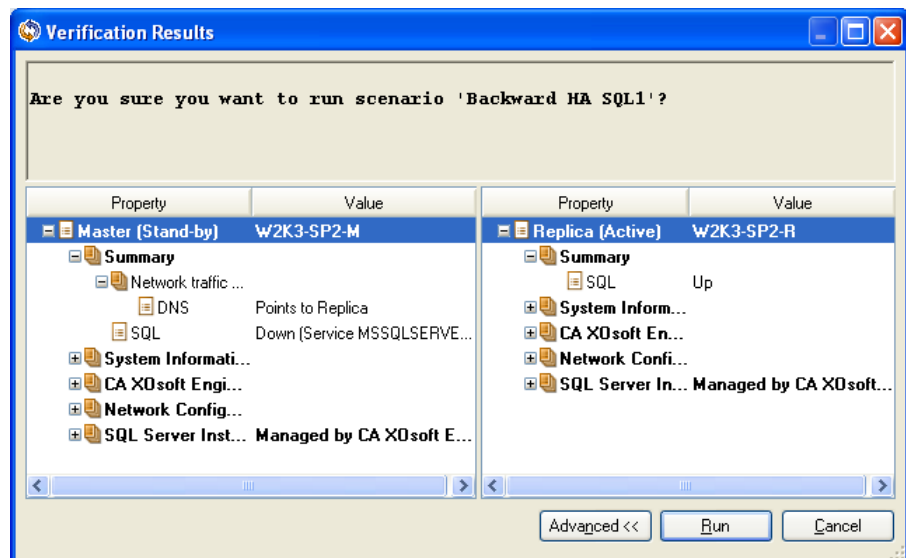 Verification Results
Are you sure you want to run scenario 'Backward HA SQL1'?
Property Value
Master (Stand-by) W2K3-SP2-M
Summary
Network traffic ...
DNS Points to Replica
SQL Down (Service MSSQLSERVE...
System Informati...
CA XOsoft Engi...
Network Config...
SQL Server Inst... Managed by CA XOsoft E...
Property Value
Replica (Active) W2K3-SP2-R
Summary
SQL Up
System Inform...
CA XOsoft En...
Network Confi...
SQL Server In... Managed by CA XOsoft...
Advanced << Run Cancel